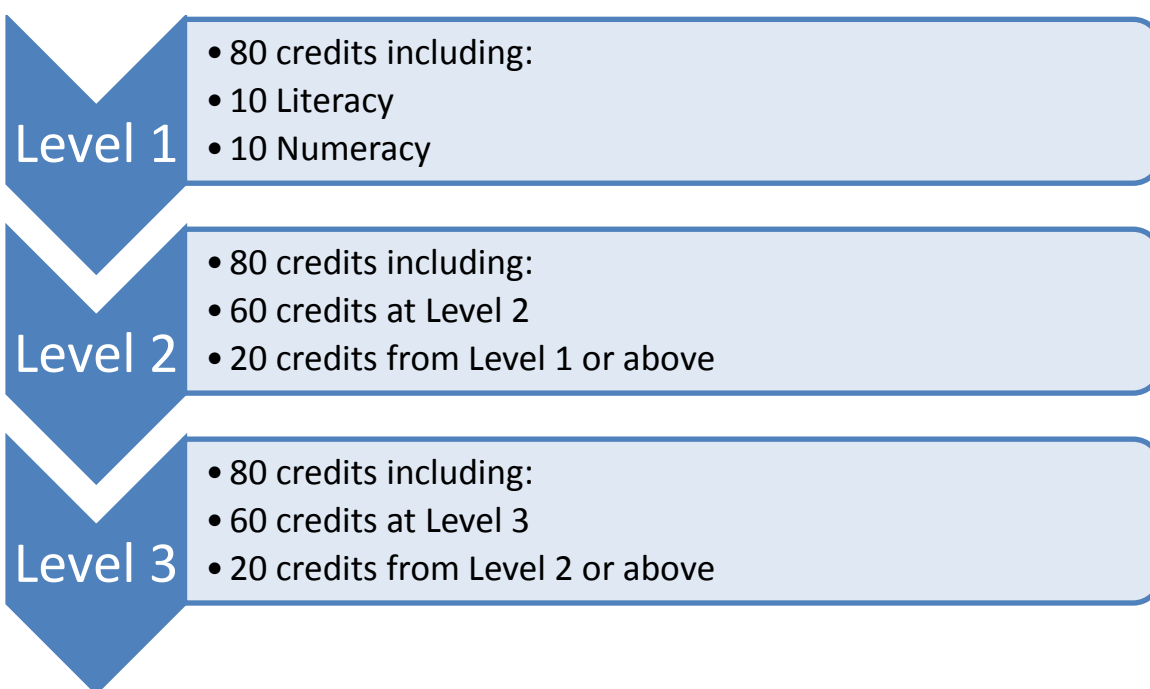 Level 1
• 80 credits including:
• 10 Literacy
• 10 Numeracy
Level 2
• 80 credits including:
• 60 credits at Level 2
• 20 credits from Level 1 or above
Level 3
• 80 credits including:
• 60 credits at Level 3
• 20 credits from Level 2 or above